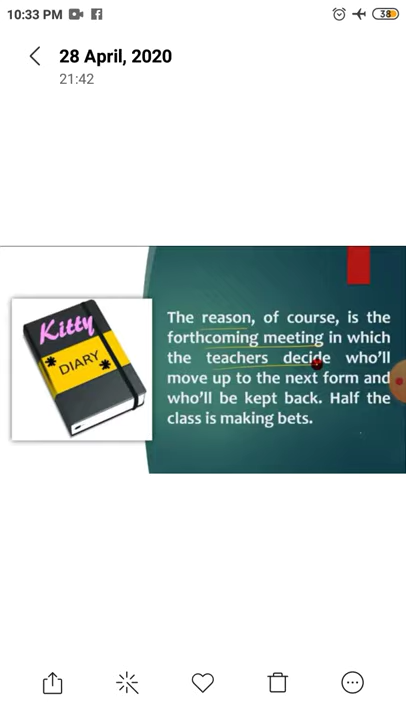 10:33 PM
38
28 April, 2020
21:42
Kitty
DIARY
The reason, of course, is the
forthcoming meeting in which
the teachers decide who'll
move up to the next form and
who'll be kept back. Half the
class is making bets.